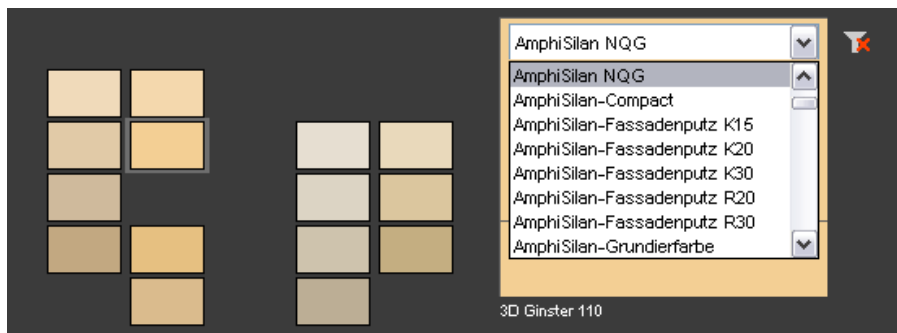 AmphiSilan NQG
AmphiSilan NQG
AmphiSilan-Compact
AmphiSilan-Fassadenputz K15
AmphiSilan-Fassadenputz K20
AmphiSilan-Fassadenputz K30
AmphiSilan-Fassadenputz R20
AmphiSilan-Fassadenputz R30
AmphiSilan-Grundierfarbe
3D Ginster 110